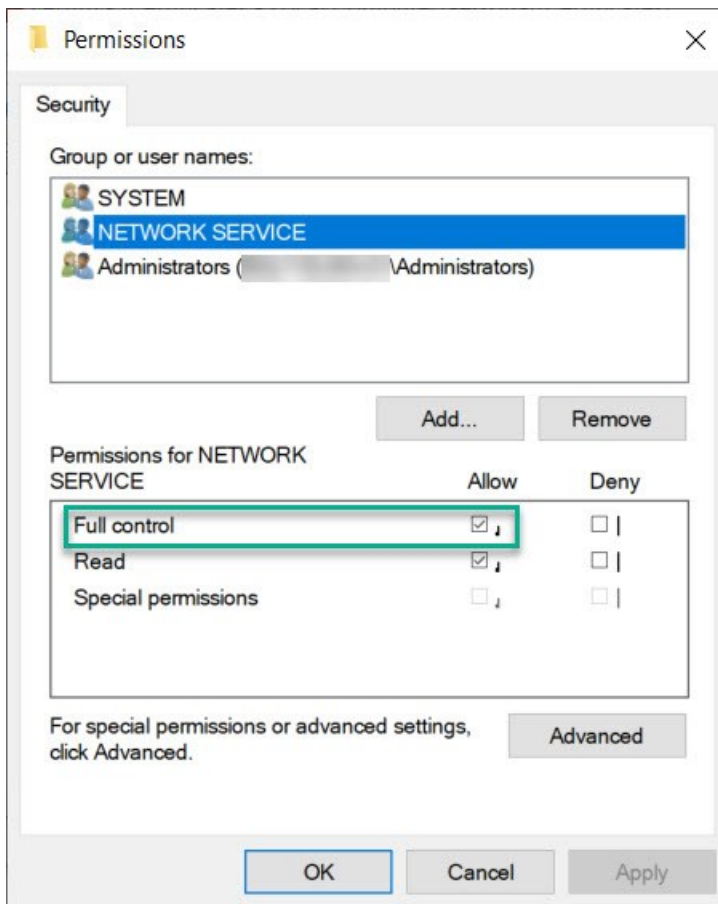 Permissions
Security
Group or user names:
SYSTEM
NETWORK SERVICE
Administrators ( \Administrators)
Add... Remove
Permissions for NETWORK
SERVICE Allow Deny
Full control
Read
Special permissions
For special permissions or advanced settings,
click Advanced.
Advanced
OK Cancel Apply